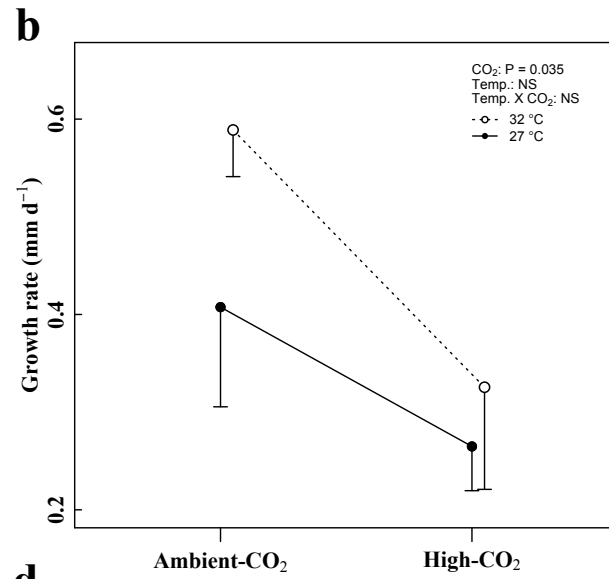 b
CO₂: P = 0.035
Temp.: NS
Temp. X CO₂: NS
32 °C
27 °C
Growth rate (mm d⁻¹)
0.6
0.4
0.2
Ambient-CO₂ High-CO₂
d